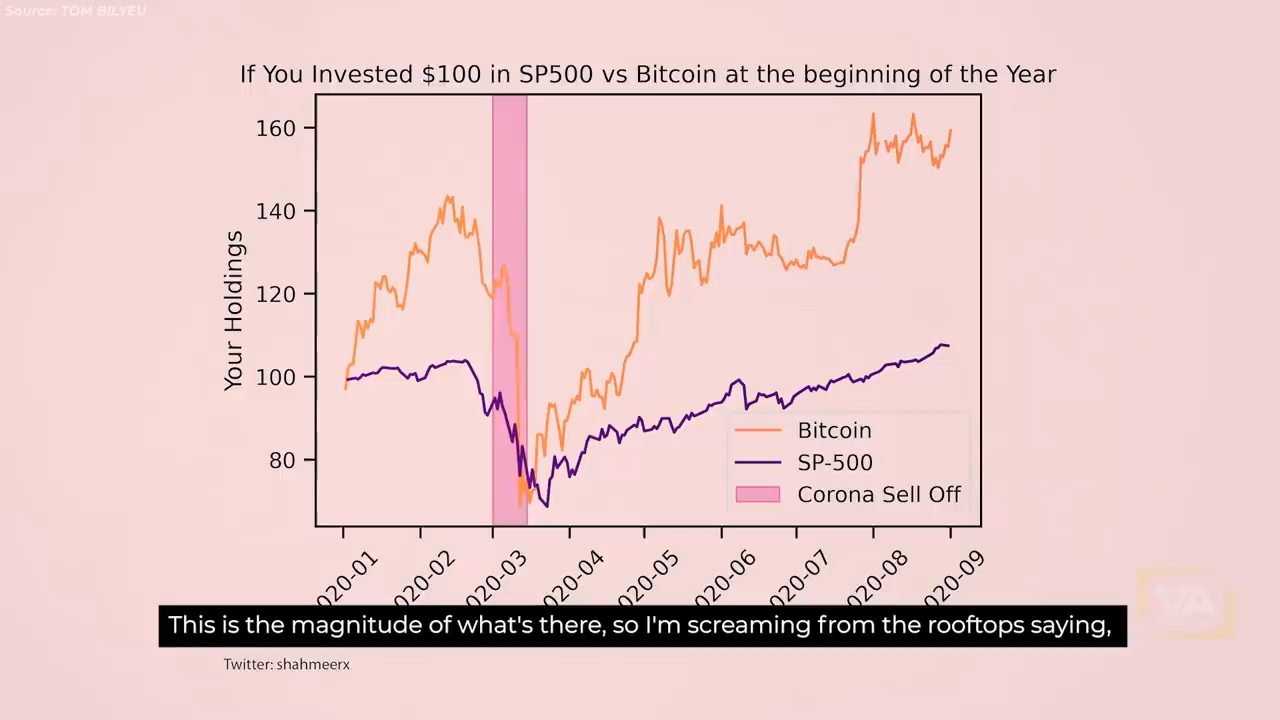 Source: TOM BILYEU
If You Invested $100 in SP500 vs Bitcoin at the beginning of the Year
Your Holdings
160
140
120
100
80
Bitcoin
SP-500
Corona Sell Off
020-01
020-02
020-03
020-04
020-05
020-06
020-07
020-08
020-09
VA
This is the magnitude of what's there, so I'm screaming from the rooftops saying,
Twitter: shahmeerx